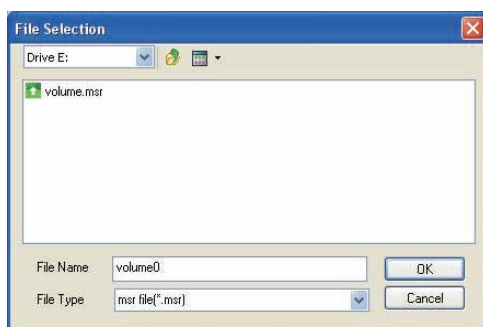 File Selection
Drive E:
volume.msr
File Name volume0
OK
File Type msr file(*.msr)
Cancel